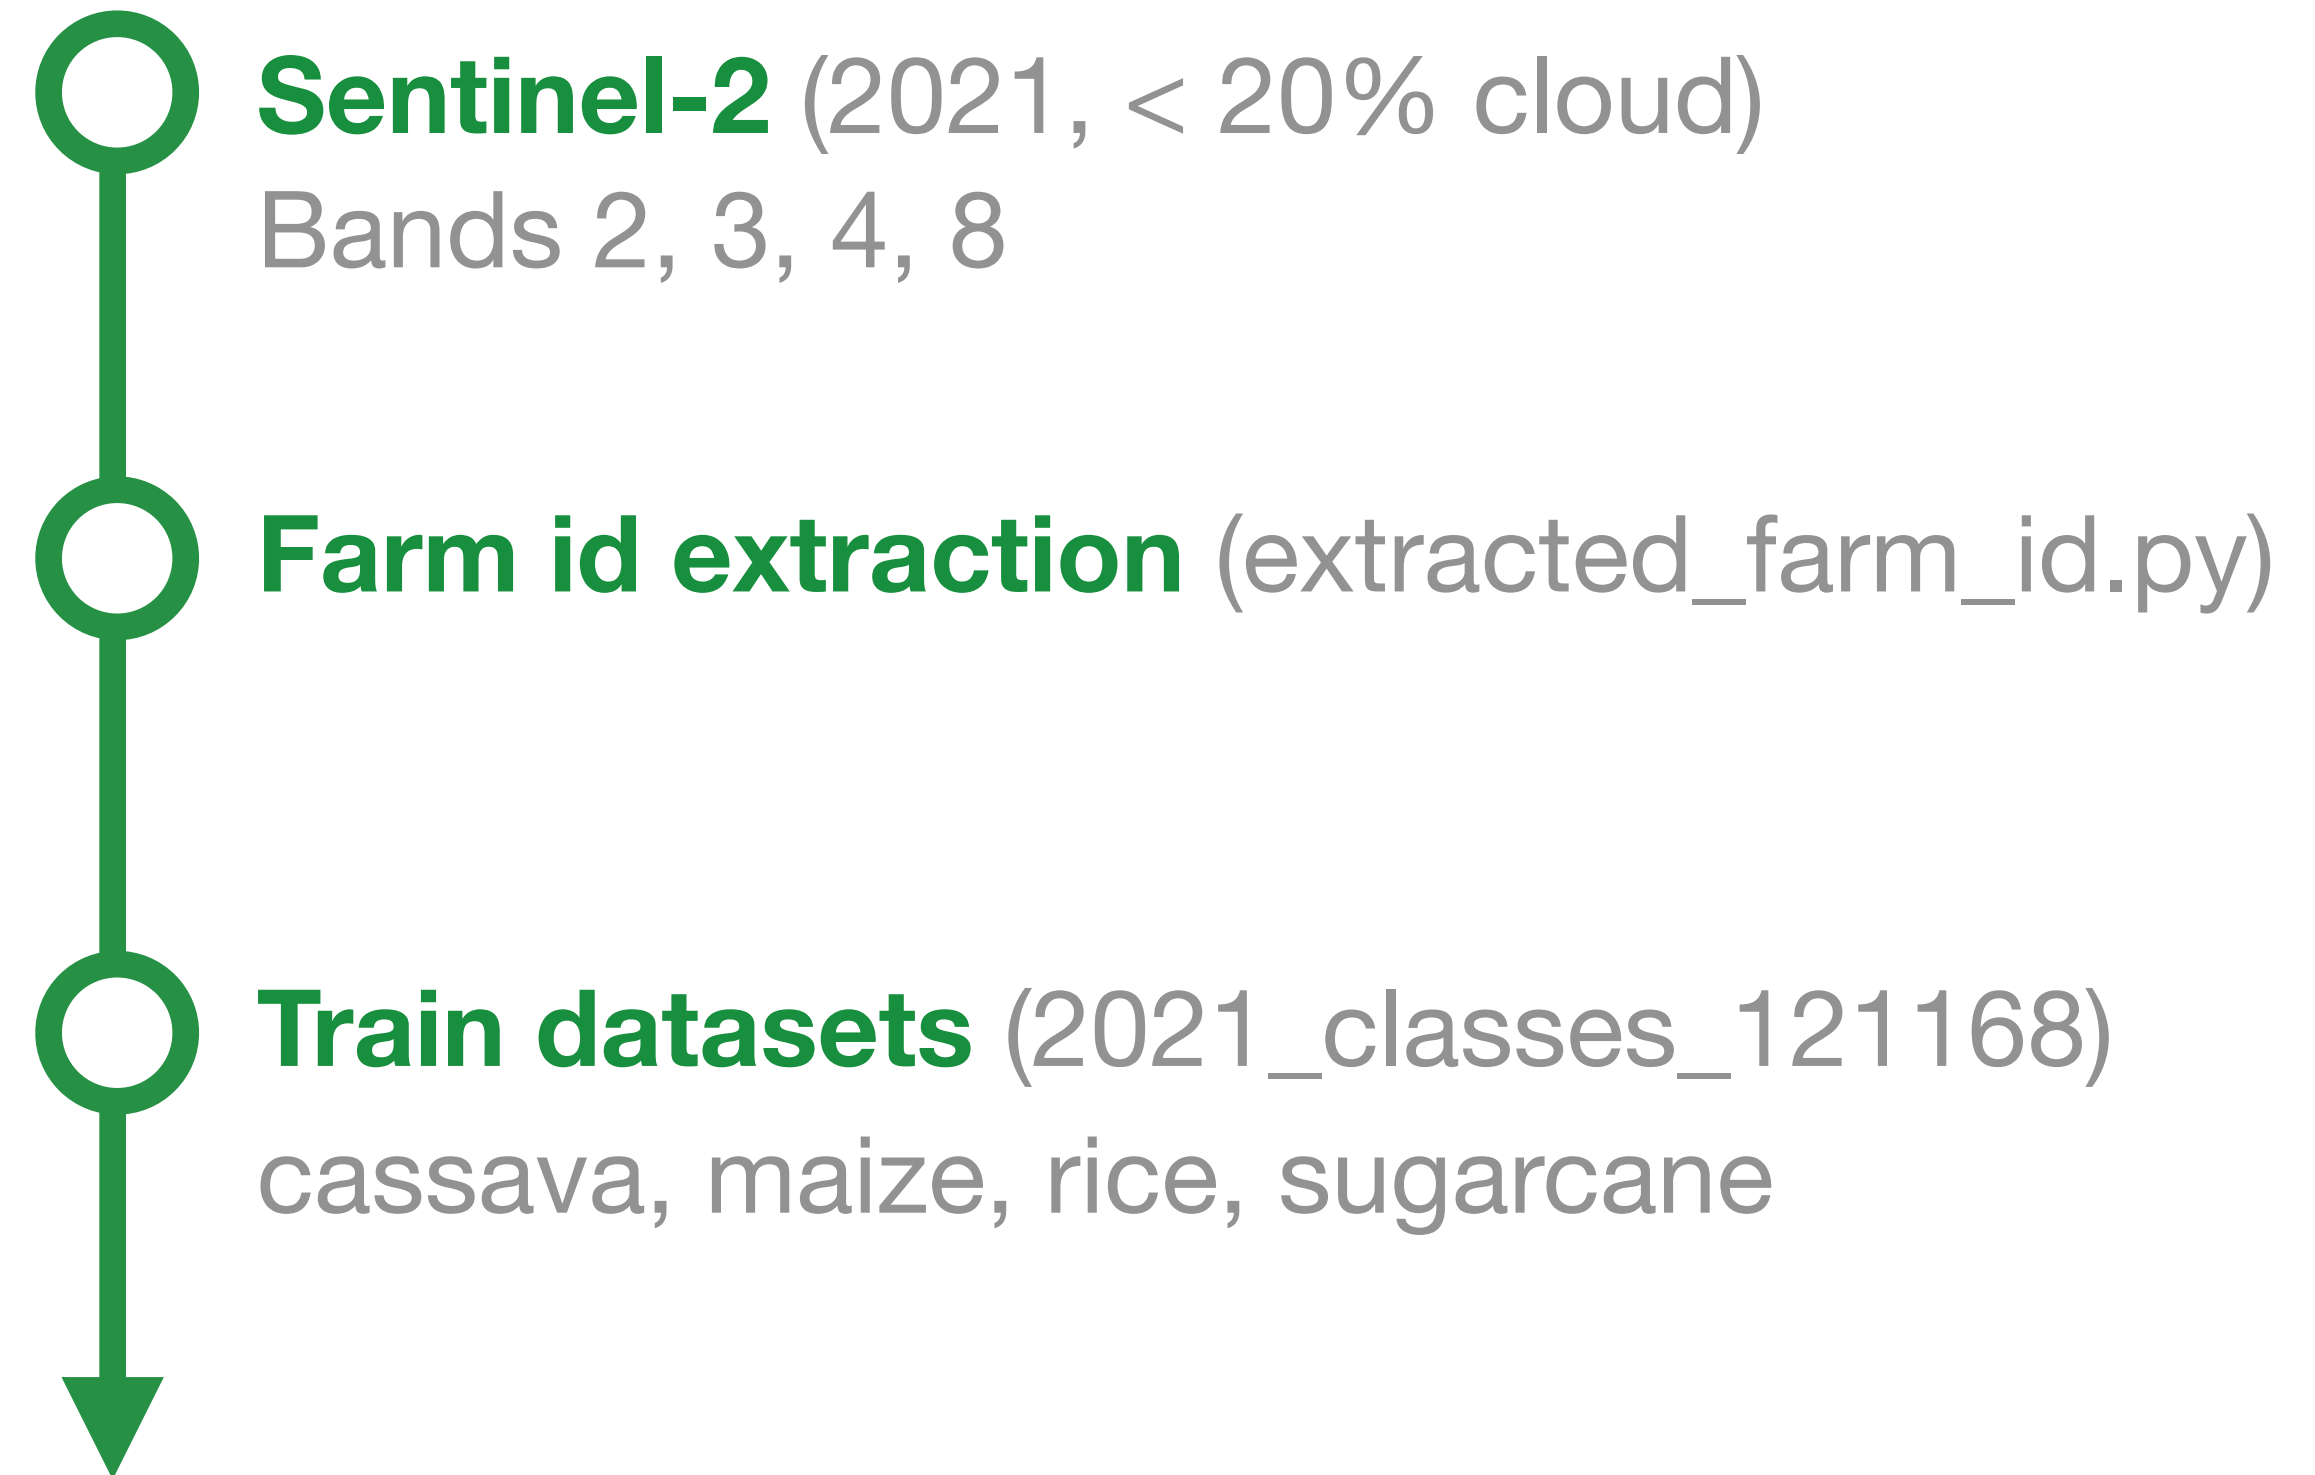 Sentinel-2 (2021, < 20% cloud)
Bands 2, 3, 4, 8
Farm id extraction (extracted_farm_id.py)
Train datasets (2021_classes_121168)
cassava, maize, rice, sugarcane